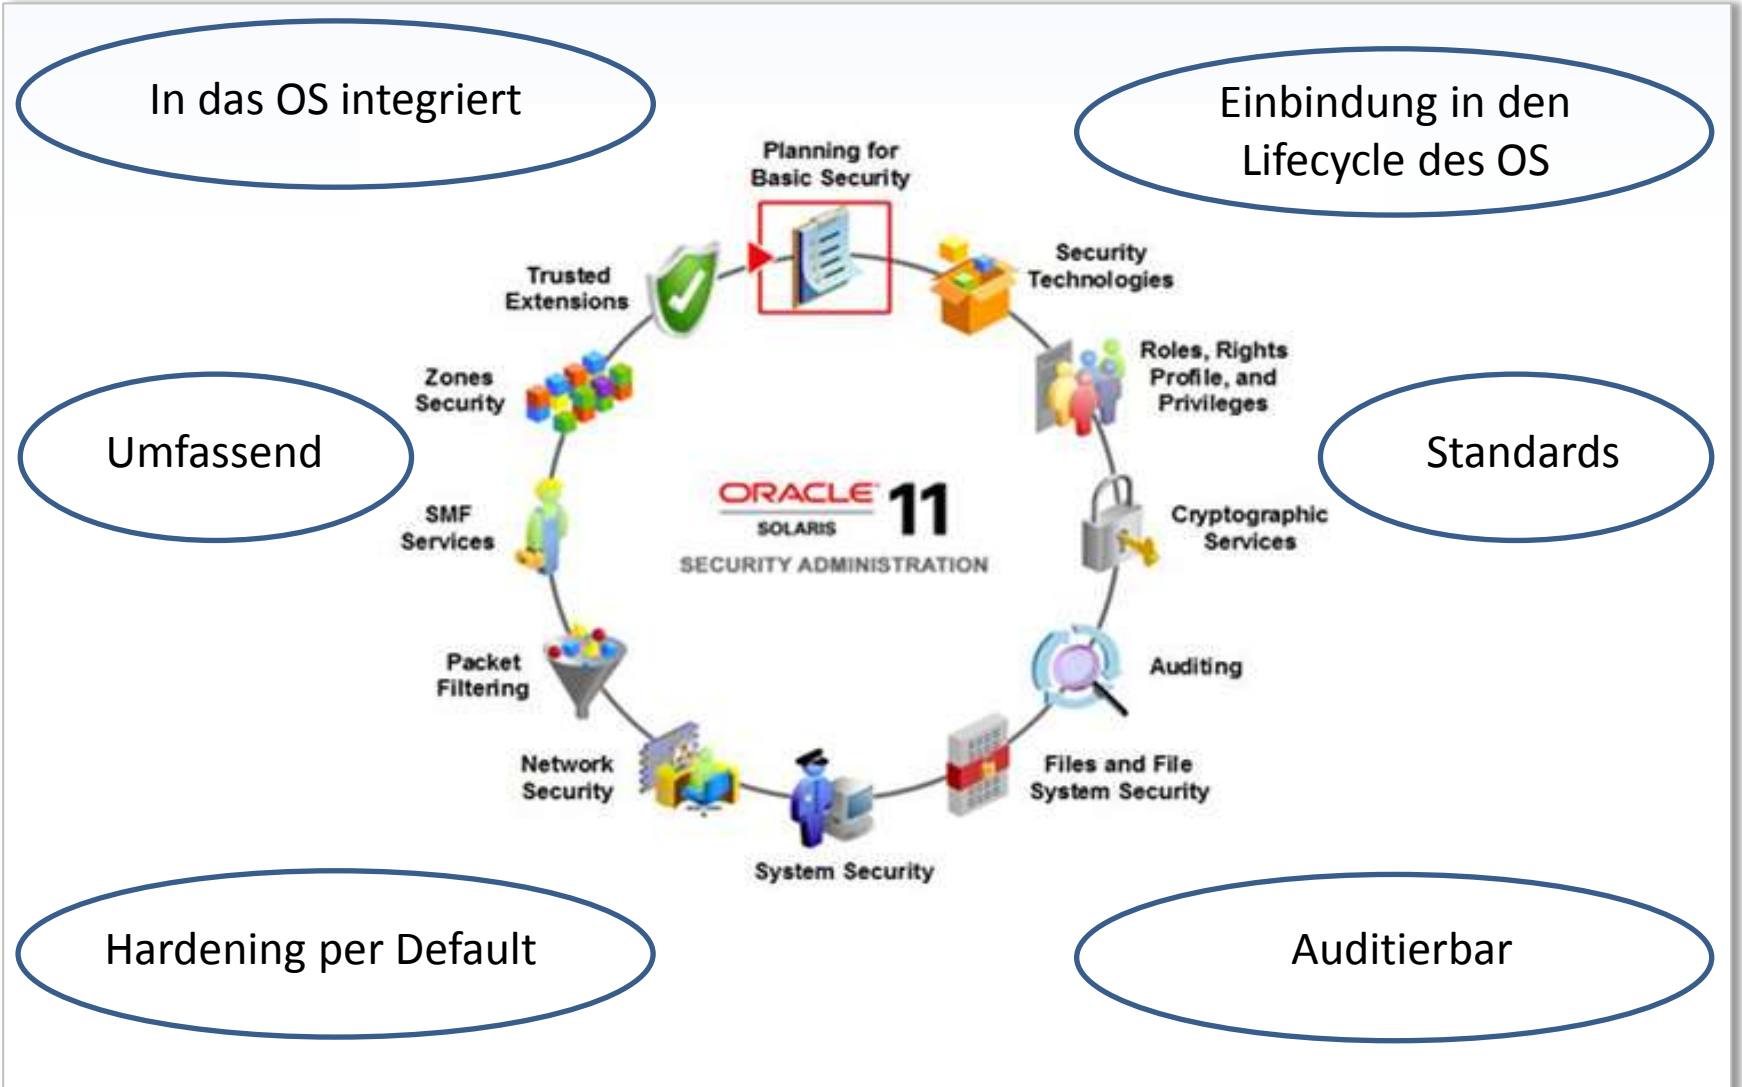 In das OS integriert
Einbindung in den
Lifecycle des OS
Planning for
Basic Security
Security
Technologies
Trusted
Extensions
Roles, Rights
Profile, and
Privileges
Zones
Security
Umfassend
Standards
ORACLE 11
SOLARIS
SECURITY ADMINISTRATION
SMF
Services
Cryptographic
Services
Packet
Filtering
Auditing
Network
Security
Files and File
System Security
System Security
Hardening per Default
Auditierbar